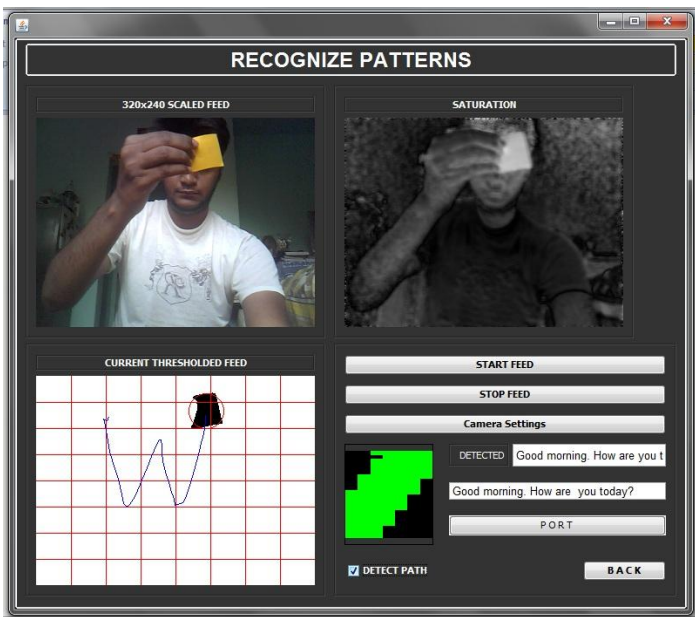 RECOGNIZE PATTERNS
320x240 SCALED FEED
SATURATION
CURRENT THRESHOLDED FEED
START FEED
STOP FEED
Camera Settings
DETECTED Good morning. How are you t
Good morning. How are you today?
PORT
DETECT PATH
BACK